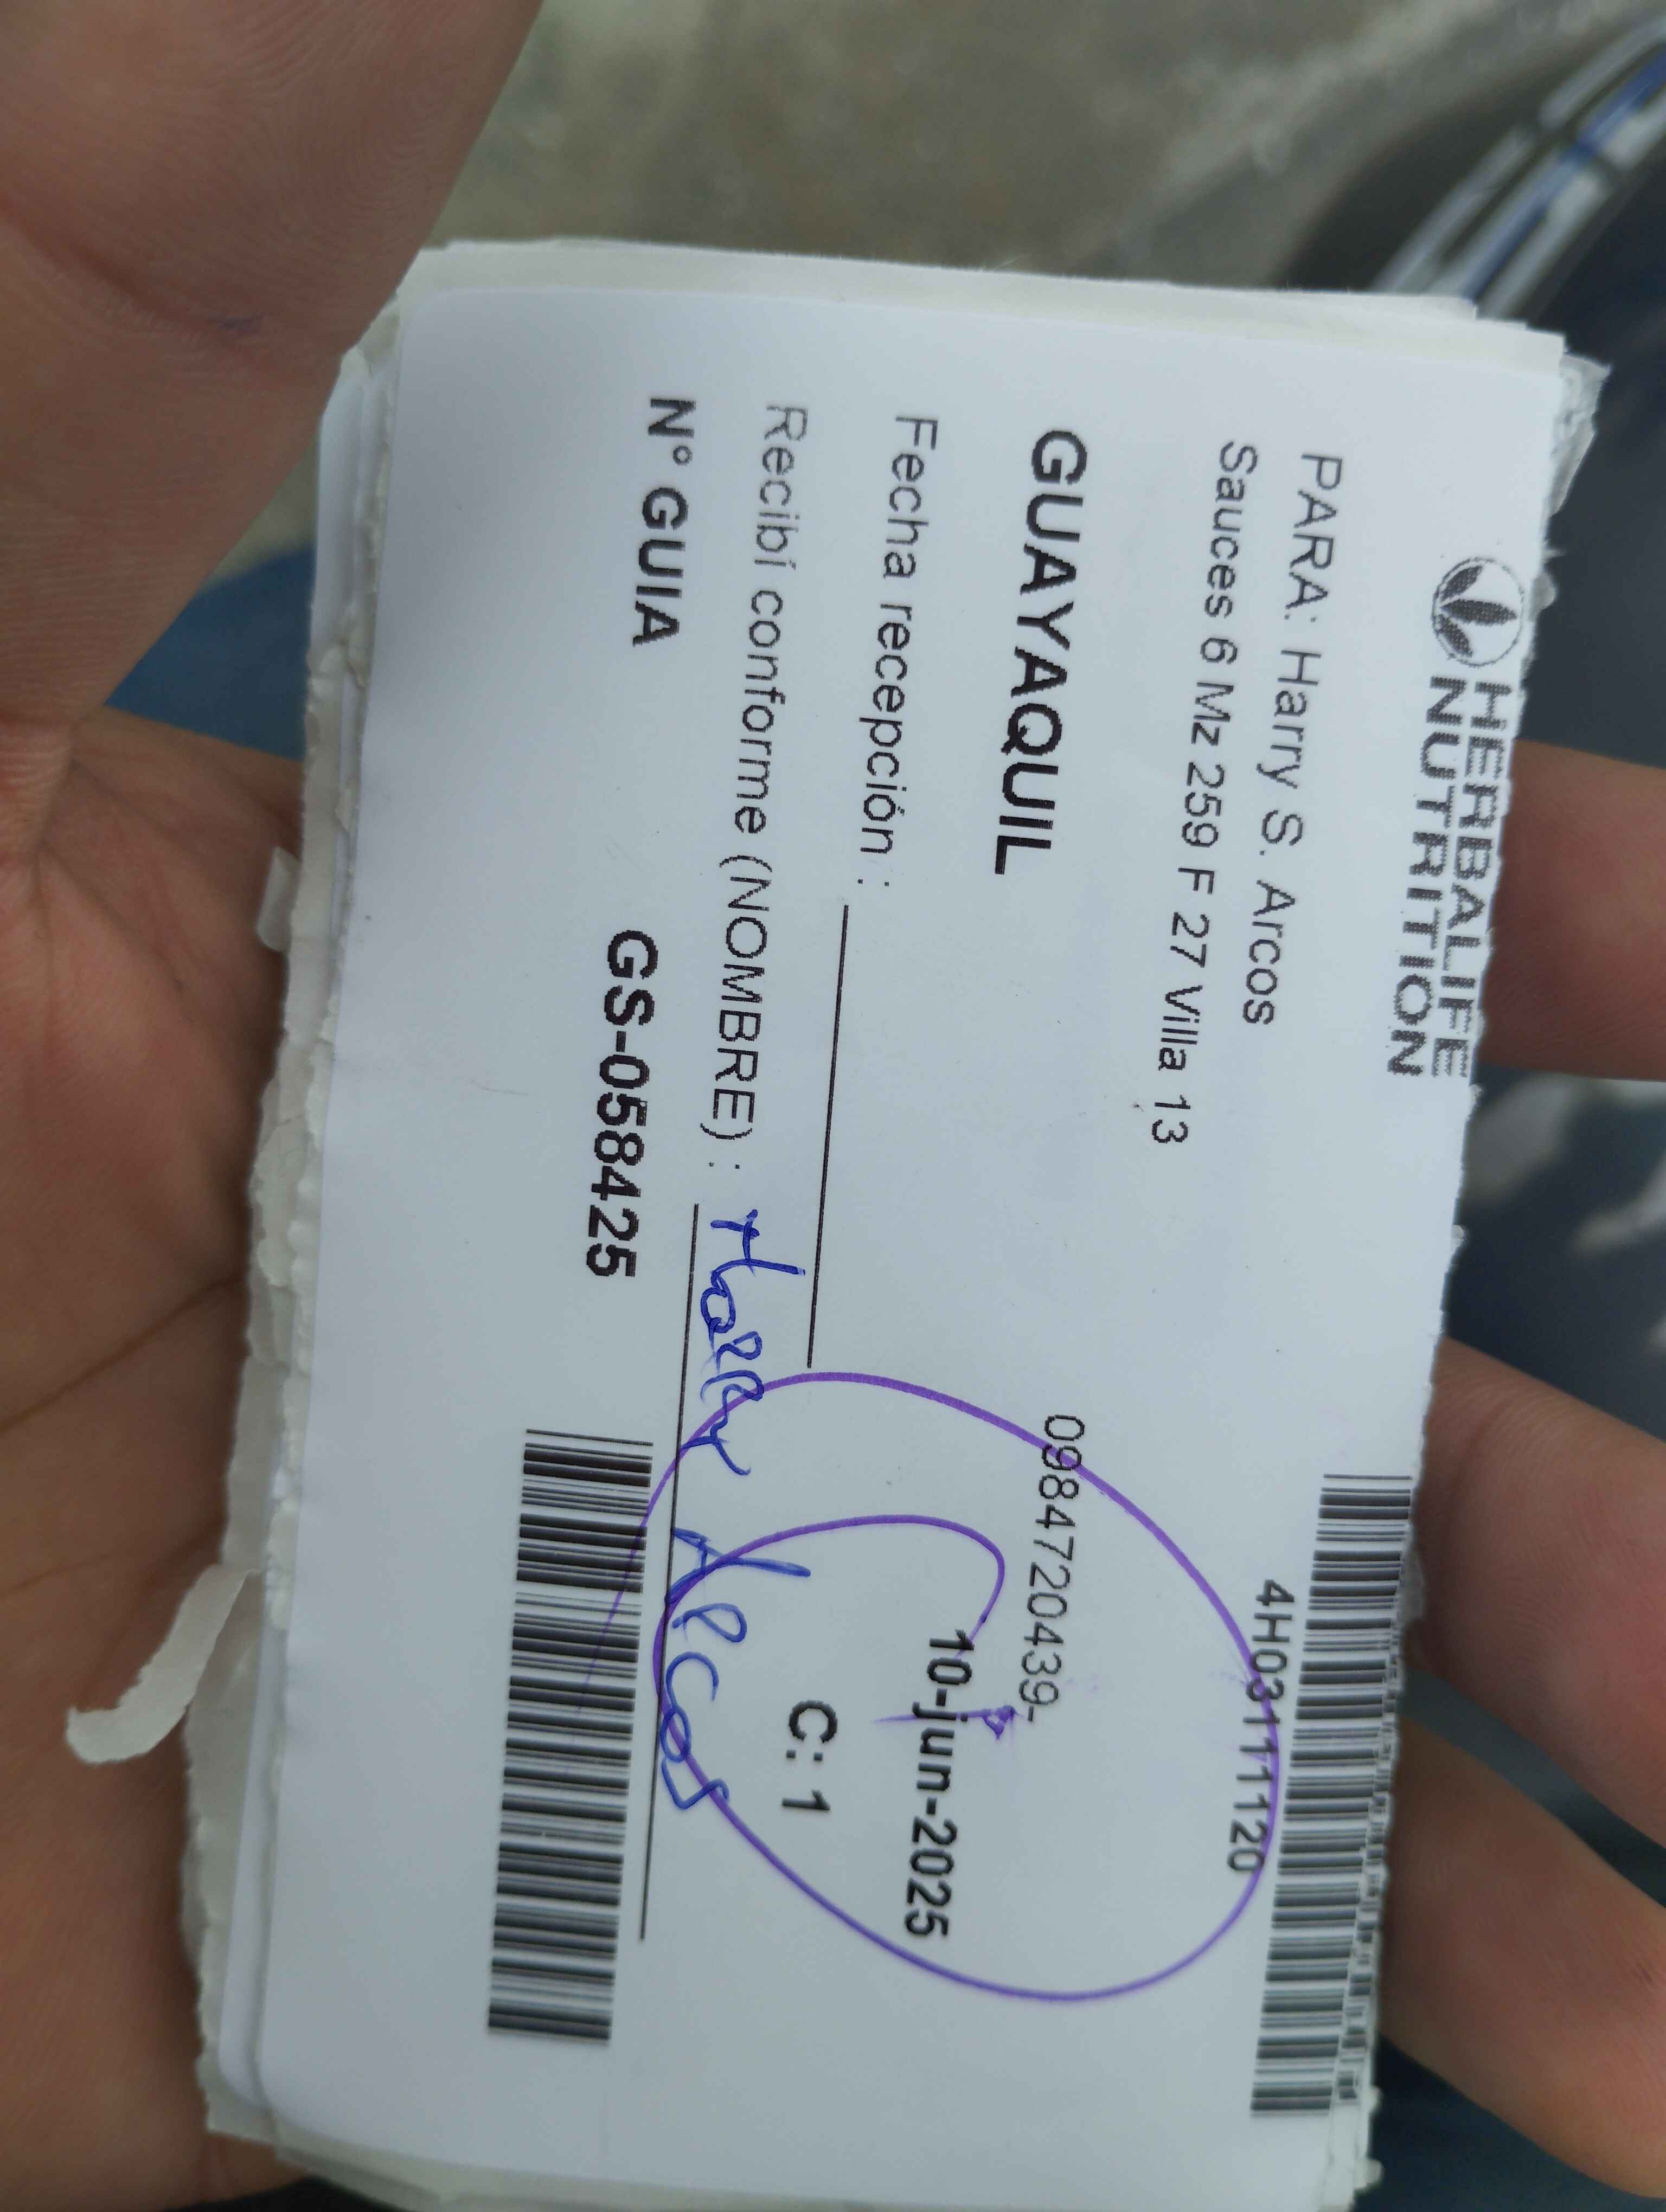 HERBALIFE
NUTRITION
4H03111120
PARA: Harry S. Arcos
Sauces 6 Mz 259 F 27 Villa 13
GUAYAQUIL
0984720439-
Fecha recepción :
10-jun-2025
Recibí conforme (NOMBRE) : Harry Arcos
C: 1
N° GUIA
GS-058425